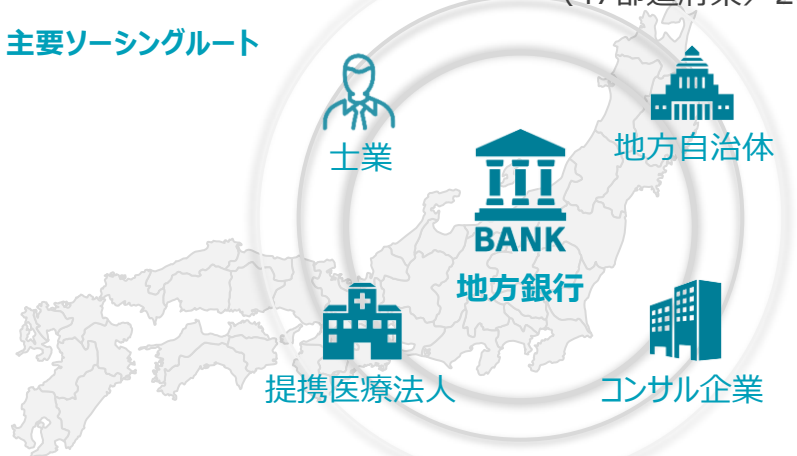 主要ソーシングルート
士業
地方自治体
BANK
地方銀行
提携医療法人
コンサル企業